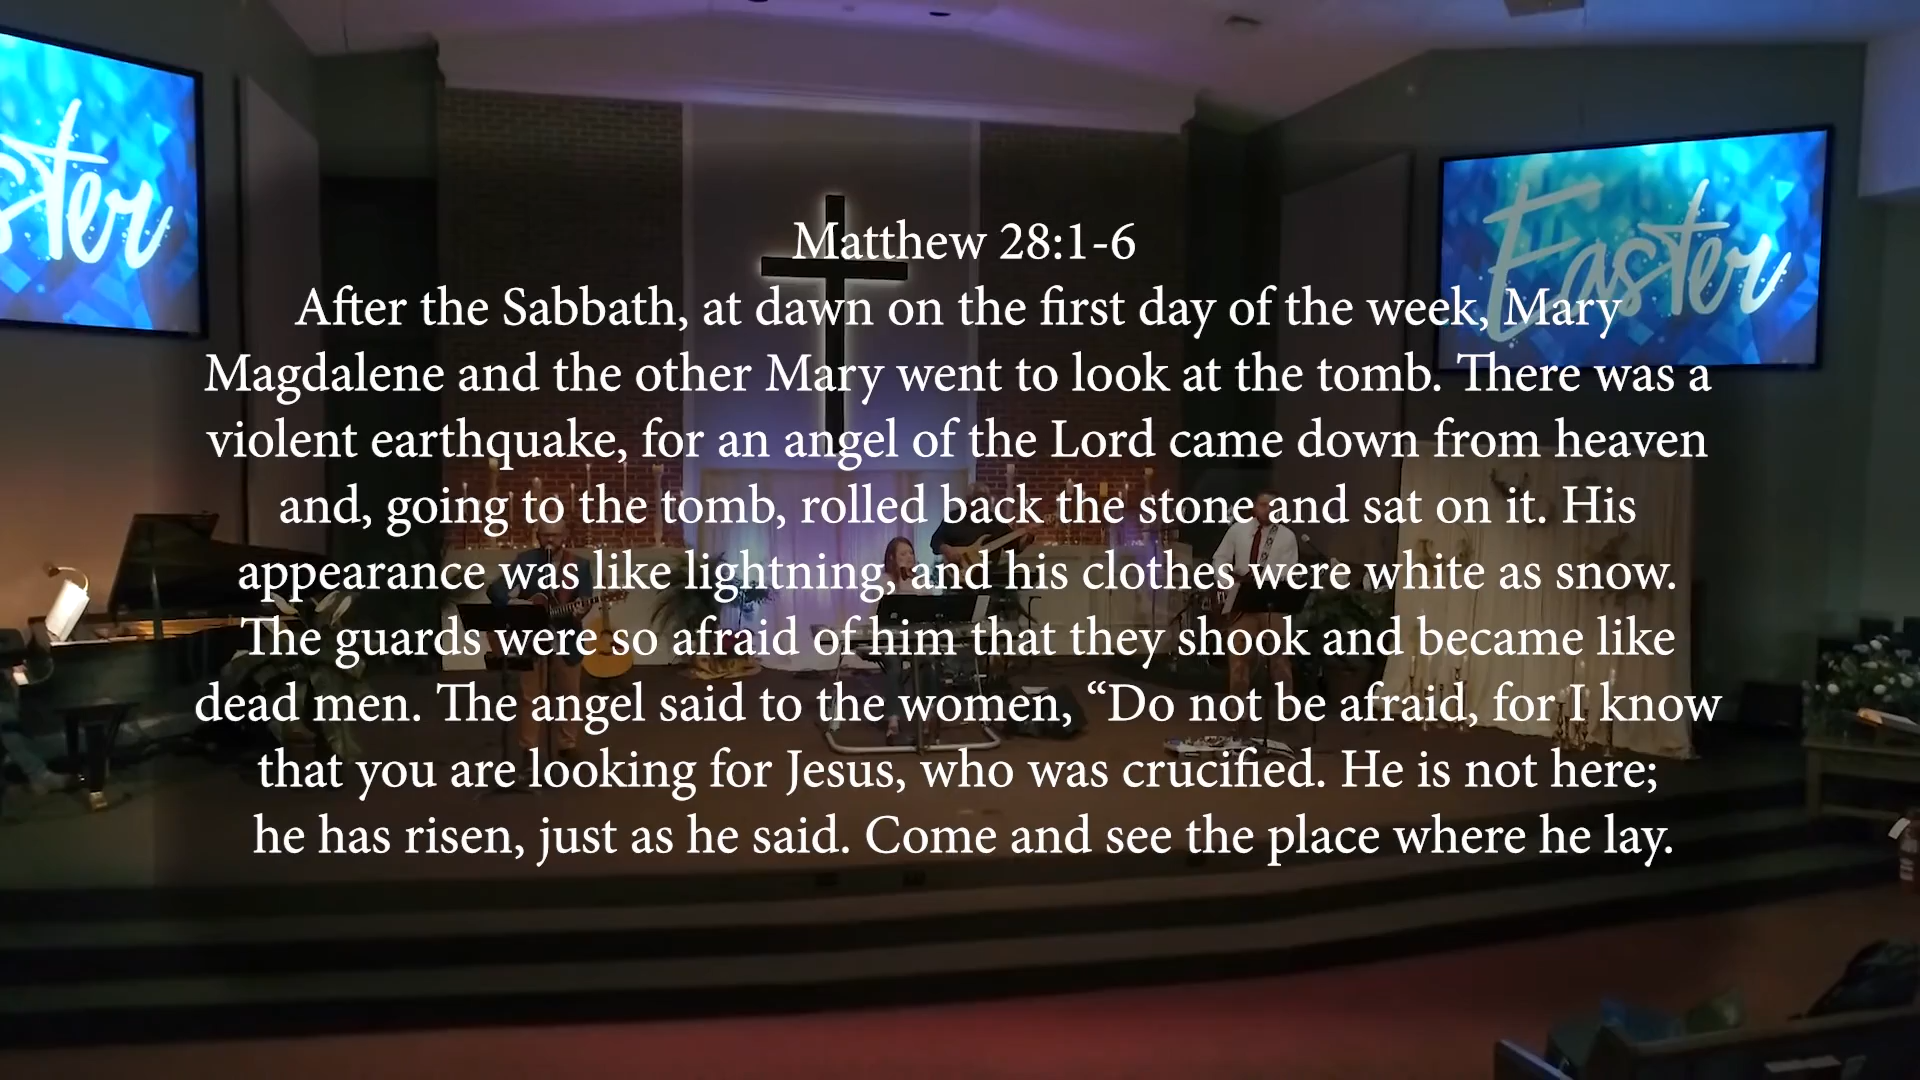 ster
Easter
Matthew 28:1-6
After the Sabbath, at dawn on the first day of the week, Mary
Magdalene and the other Mary went to look at the tomb. There was a
violent earthquake, for an angel of the Lord came down from heaven
and, going to the tomb, rolled back the stone and sat on it. His
appearance was like lightning, and his clothes were white as snow.
The guards were so afraid of him that they shook and became like
dead men. The angel said to the women, “Do not be afraid, for I know
that you are looking for Jesus, who was crucified. He is not here;
he has risen, just as he said. Come and see the place where he lay.